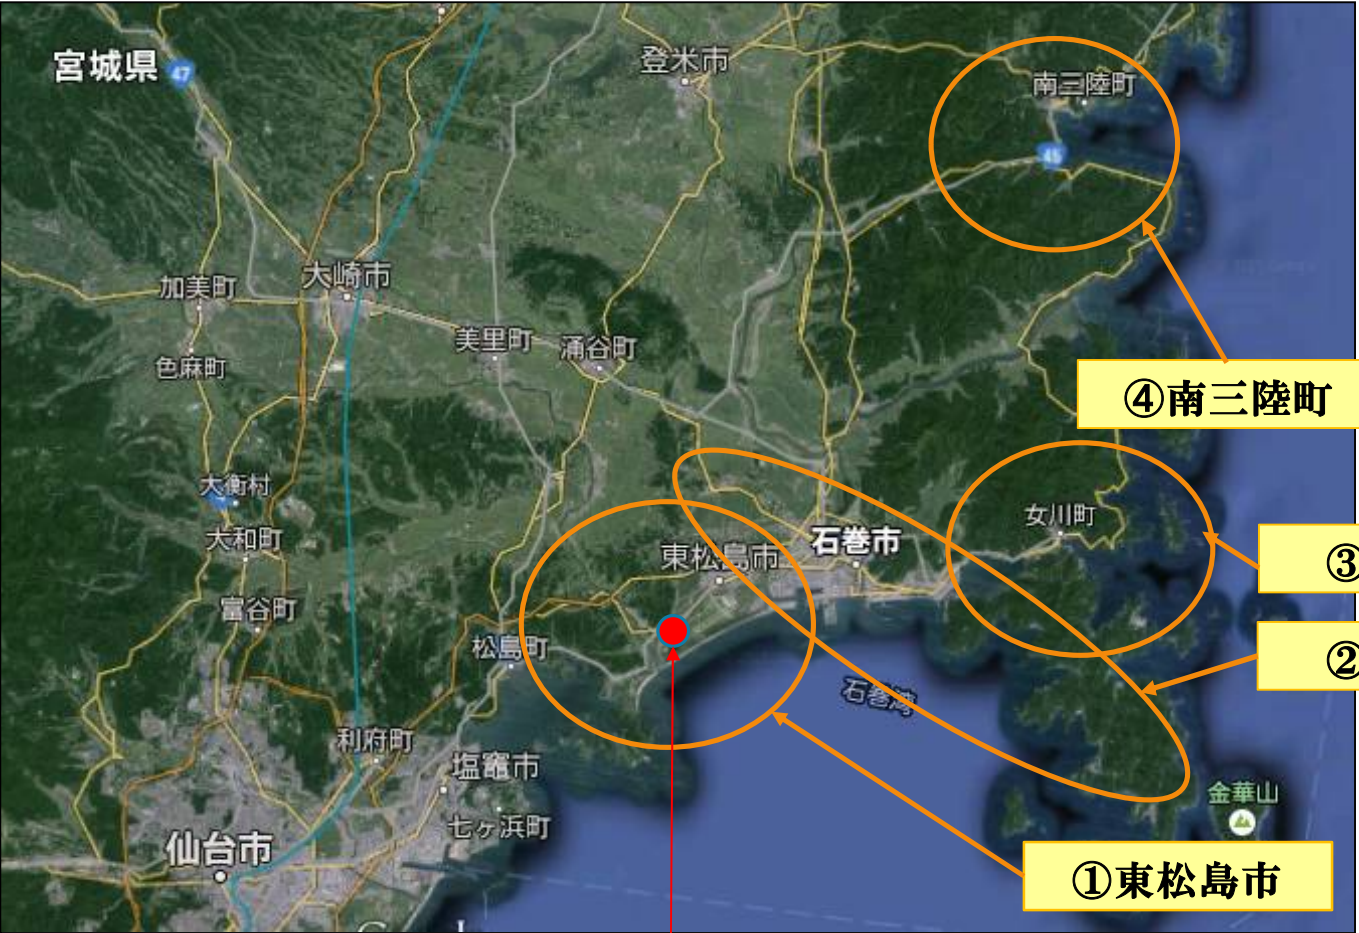 宮城県
47
登米市
南三陸町
45
加美町
大崎市
美里町
涌谷町
色麻町
④南三陸町
大衡村
大和町
東松島市
石巻市
女川町
③
富谷町
松島町
②
石巻湾
利府町
塩竈市
金華山
七ヶ浜町
仙台市
①東松島市